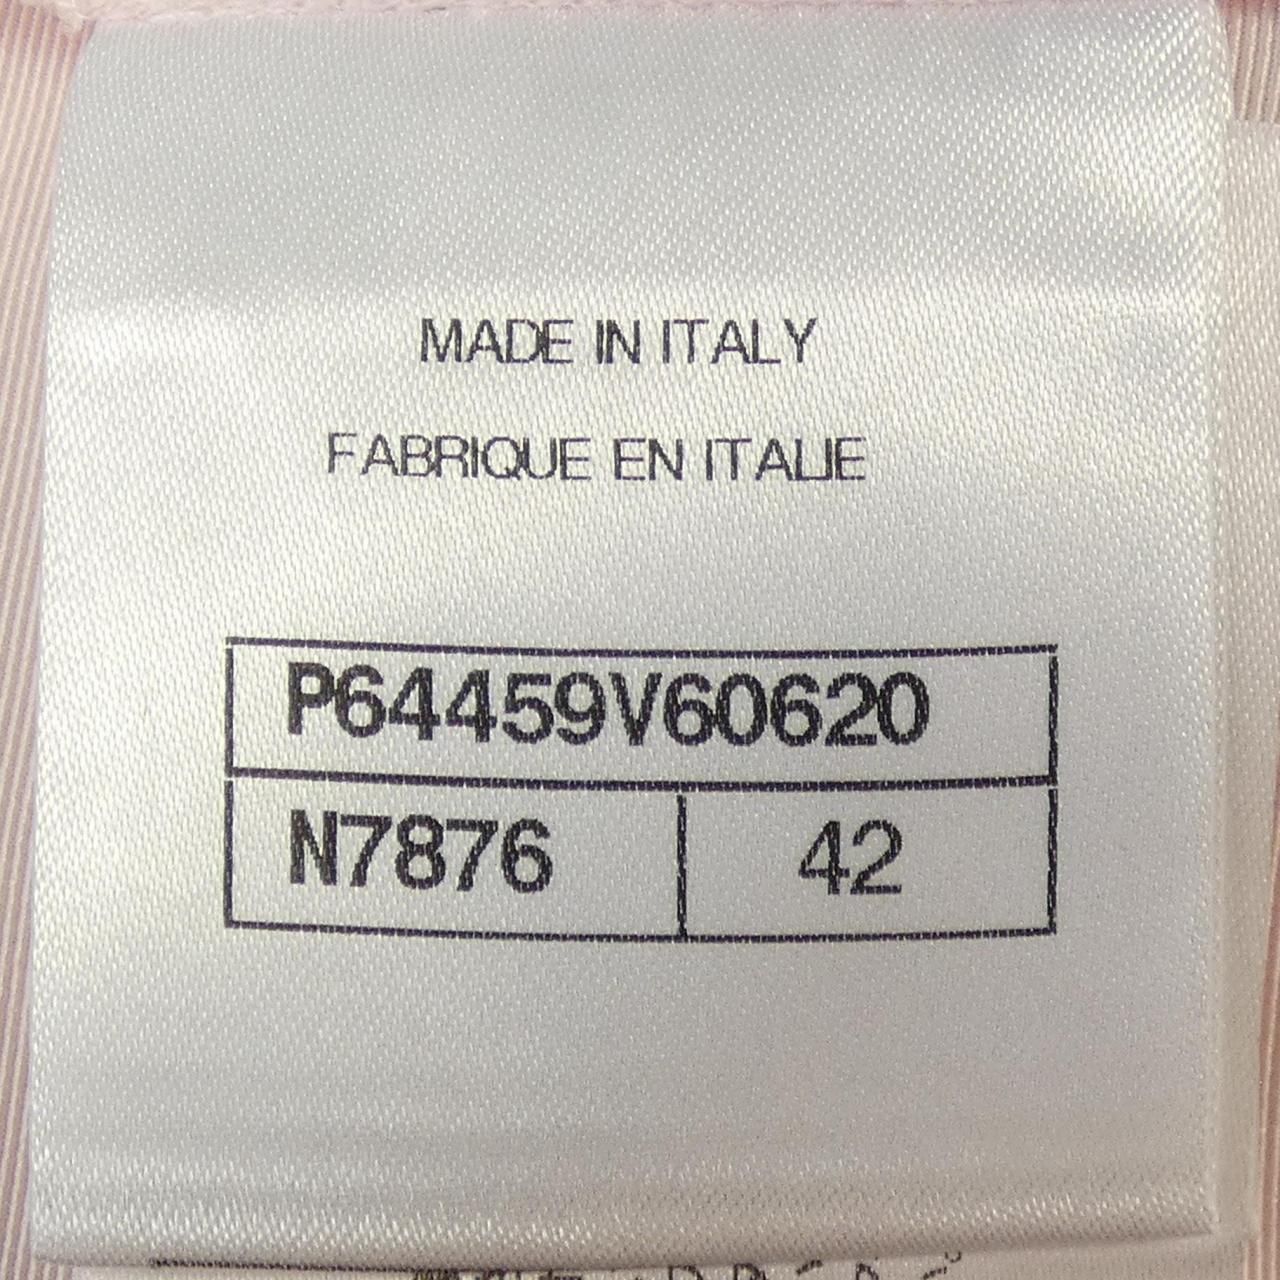 MADE IN ITALY
FABRIQUE EN ITALIE
P64459V60620
N7876 42